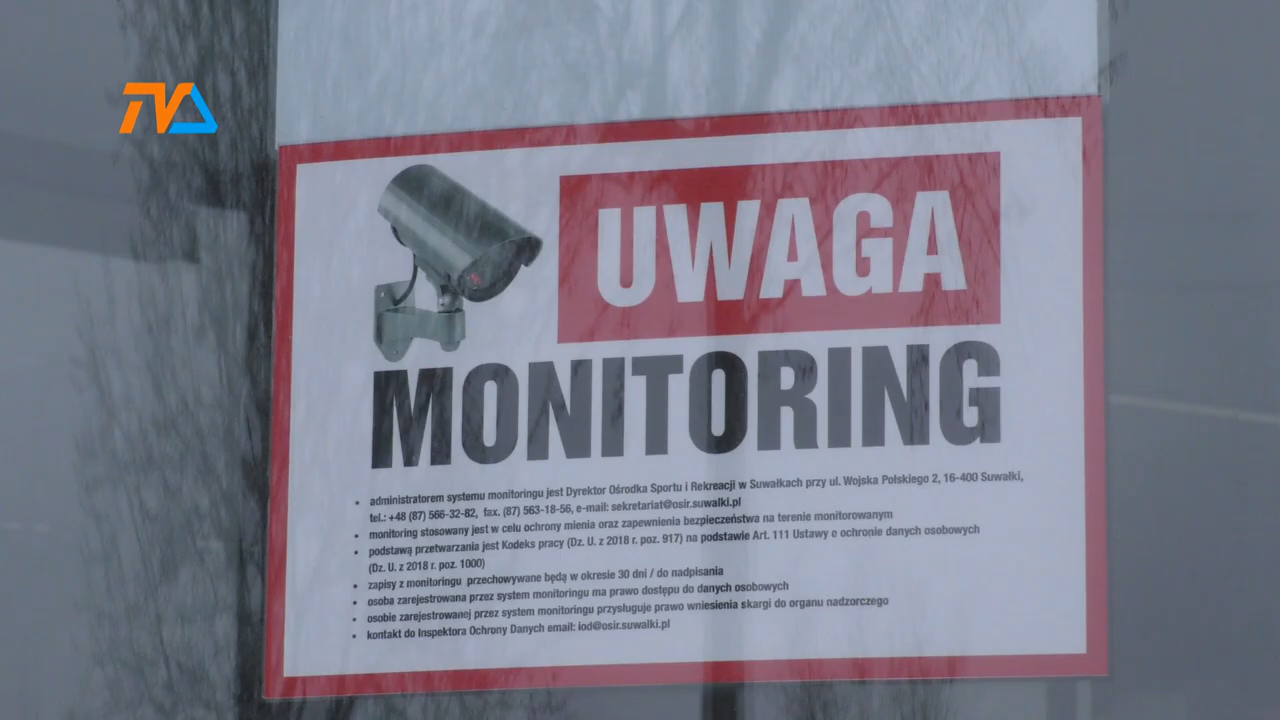 TVS
UWAGA
MONITORING
• administratorem systemu monitoringu jest Dyrektor Ośrodka Sportu i Rekreacji w Suwałkach przy ul. Wojska Polskiego 2, 16-400 Suwałki,
tel.: +48 (87) 566-32-82, fax. (87) 563-18-56, e-mail: sekretariat@osir.suwalki.pl
• monitoring stosowany jest w celu ochrony mienia oraz zapewnienia bezpieczeństwa na terenie monitorowanym
• podstawą przetwarzania jest Kodeks pracy (Dz. U. z 2018 r. poz. 917) na podstawie Art. 111 Ustawy o ochronie danych osobowych
(Dz. U. z 2018 r. poz. 1000)
• zapisy z monitoringu przechowywane będą w okresie 30 dni / do nadpisania
• osoba zarejestrowana przez system monitoringu ma prawo dostępu do danych osobowych
• osobie zarejestrowanej przez system monitoringu przysługuje prawo wniesienia skargi do organu nadzorczego
• kontakt do Inspektora Ochrony Danych email: iod@osir.suwalki.pl